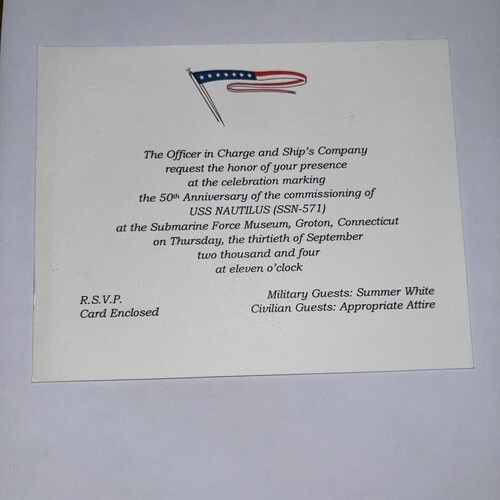 The Officer in Charge and Ship's Company
request the honor of your presence
at the celebration marking
the 50th Anniversary of the commissioning of
USS NAUTILUS (SSN-571)
at the Submarine Force Museum, Groton, Connecticut
on Thursday, the thirtieth of September
two thousand and four
at eleven o'clock
R.S.V.P.
Card Enclosed
Military Guests: Summer White
Civilian Guests: Appropriate Attire